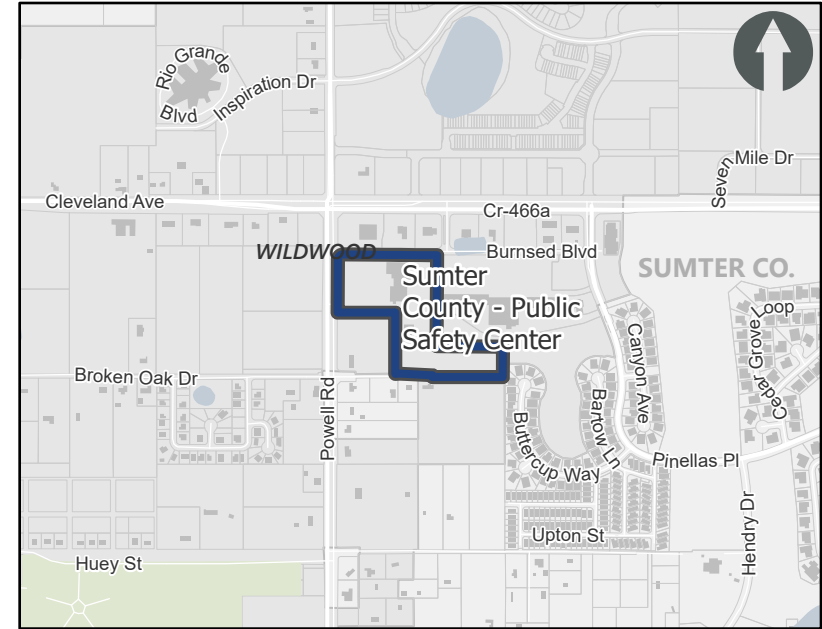 Rio Grande
Blvd
Inspiration Dr
Seven Mile Dr
Cleveland Ave
Cr-466a
WILDWOOD
Burnsed Blvd
SUMTER CO.
Sumter
County - Public
Safety Center
Cedar Grove Loop
Canyon Ave
Broken Oak Dr
Powell Rd
Bartow Ln
Buttercup Way
Pinellas Pl
Upton St
Hendry Dr
Huey St